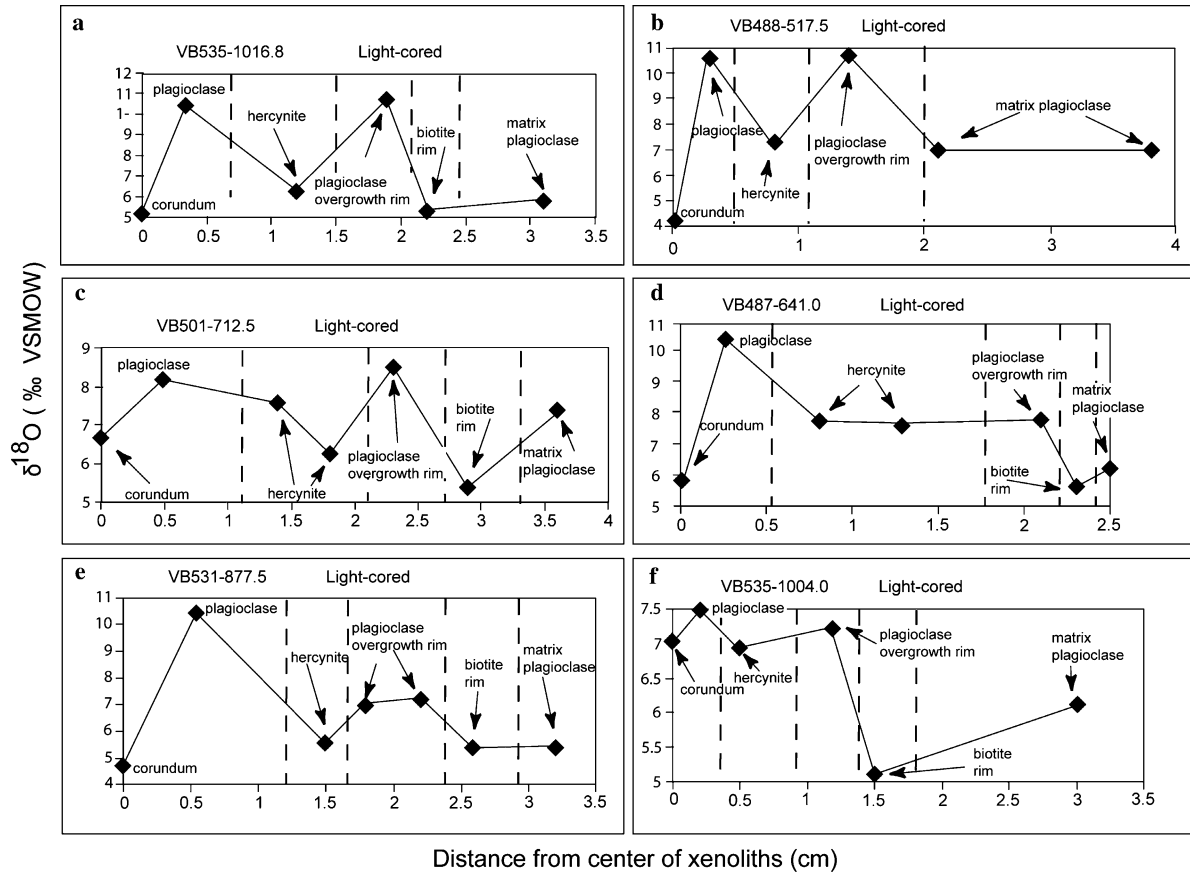 δ18O ( ‰ VSMOW)
a
VB535-1016.8 Light-cored
12
11
10
9
8
7
6
5
plagioclase
hercynite
plagioclase
overgrowth rim
biotite
rim
matrix
plagioclase
corundum
0 0.5 1 1.5 2 2.5 3 3.5
b
VB488-517.5 Light-cored
11
10
9
8
7
6
5
4
plagioclase
hercynite
plagioclase
overgrowth rim
matrix plagioclase
corundum
0 1 2 3 4
c
VB501-712.5 Light-cored
9
8
7
6
5
plagioclase
corundum
hercynite
plagioclase
overgrowth rim
biotite
rim
matrix
plagioclase
0 0.5 1 1.5 2 2.5 3 3.5 4
d
VB487-641.0 Light-cored
11
10
9
8
7
6
5
plagioclase
hercynite
plagioclase
overgrowth rim
matrix
plagioclase
corundum
biotite
rim
0 0.5 1 1.5 2 2.5
e
VB531-877.5 Light-cored
11
10
9
8
7
6
5
4
plagioclase
hercynite
plagioclase
overgrowth rim
biotite
rim
matrix
plagioclase
corundum
0 0.5 1 1.5 2 2.5 3 3.5
f
VB535-1004.0 Light-cored
7.5
7
6.5
6
5.5
5
plagioclase
corundum
hercynite
plagioclase
overgrowth rim
matrix
plagioclase
biotite
rim
0 0.5 1 1.5 2 2.5 3 3.5
Distance from center of xenoliths (cm)